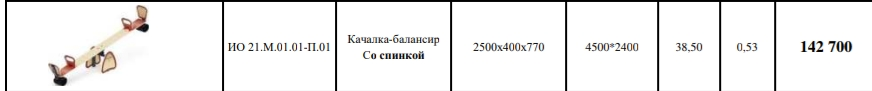 ИО 21.М.01.01-П.01
Качалка-балансир
Со спинкой
2500х400х770
4500*2400
38,50
0,53
142 700